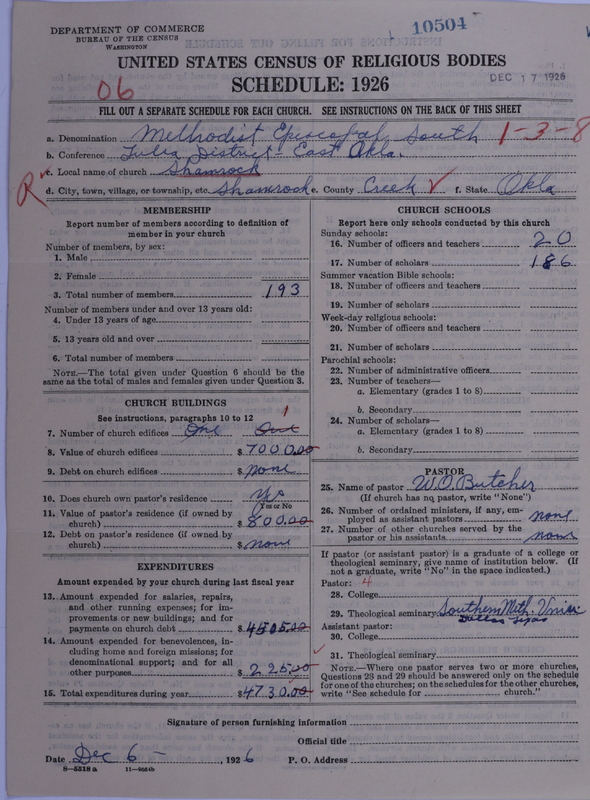 DEPARTMENT OF COMMERCE
BUREAU OF THE CENSUS
WASHINGTON
10504
UNITED STATES CENSUS OF RELIGIOUS BODIES
SCHEDULE: 1926
DEC 17 1926
06
FILL OUT A SEPARATE SCHEDULE FOR EACH CHURCH. SEE INSTRUCTIONS ON THE BACK OF THIS SHEET
a. Denomination Methodist Episcopal South 1-3-8
b. Conference Tulsa District - East Okla.
c. Local name of church Shamrock
R d. City, town, village, or township, etc. Shamrock e. County Creek f. State Okla
MEMBERSHIP
Report number of members according to definition of member in your church
Number of members, by sex:
1. Male
2. Female
3. Total number of members 193
Number of members under and over 13 years old:
4. Under 13 years of age
5. 13 years old and over
6. Total number of members
NOTE.—The total given under Question 6 should be the
same as the total of males and females given under Question 3.
CHURCH BUILDINGS
See instructions, paragraphs 10 to 12
7. Number of church edifices One 1
8. Value of church edifices $ 7000.00
9. Debt on church edifices $ none
10. Does church own pastor's residence Yes
(Yes or No
11. Value of pastor's residence (if owned by
church) $ 800.00
12. Debt on pastor's residence (if owned by
church) $ none
EXPENDITURES
Amount expended by your church during last fiscal year
13. Amount expended for salaries, repairs,
and other running expenses; for im-
provements or new buildings; and for
payments on church debt $ 4505.00
14. Amount expended for benevolences, in-
cluding home and foreign missions; for
denominational support; and for all
other purposes $ 225.00
15. Total expenditures during year $ 4730.00
CHURCH SCHOOLS
Report here only schools conducted by this church
Sunday schools:
16. Number of officers and teachers 20
17. Number of scholars 186
Summer vacation Bible schools:
18. Number of officers and teachers
19. Number of scholars
Week-day religious schools:
20. Number of officers and teachers
21. Number of scholars
Parochial schools:
22. Number of administrative officers
23. Number of teachers—
a. Elementary (grades 1 to 8)
b. Secondary
24. Number of scholars—
a. Elementary (grades 1 to 8)
b. Secondary
PASTOR
25. Name of pastor W.O. Butcher
(If church has no pastor, write "None")
26. Number of ordained ministers, if any, em-
ployed as assistant pastors none
27. Number of other churches served by the
pastor or his assistants none
If pastor (or assistant pastor) is a graduate of a college or
theological seminary, give name of institution below. (If
not a graduate, write "No" in the space indicated.)
Pastor: 4
28. College
29. Theological seminary Southern Meth. Univ.
Dallas Texas
Assistant pastor:
30. College
31. Theological seminary
NOTE.—Where one pastor serves two or more churches,
Questions 28 and 29 should be answered only on the schedule
for one of the churches; on the schedules for the other churches,
write "See schedule for church."
Signature of person furnishing information
Official title
Date Dec 6 - , 1926 P. O. Address
8—5518 a